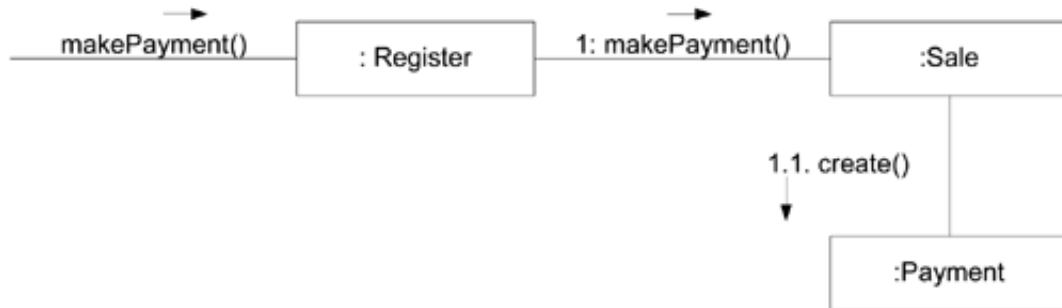 makePayment()
: Register
1: makePayment()
:Sale
1.1. create()
:Payment